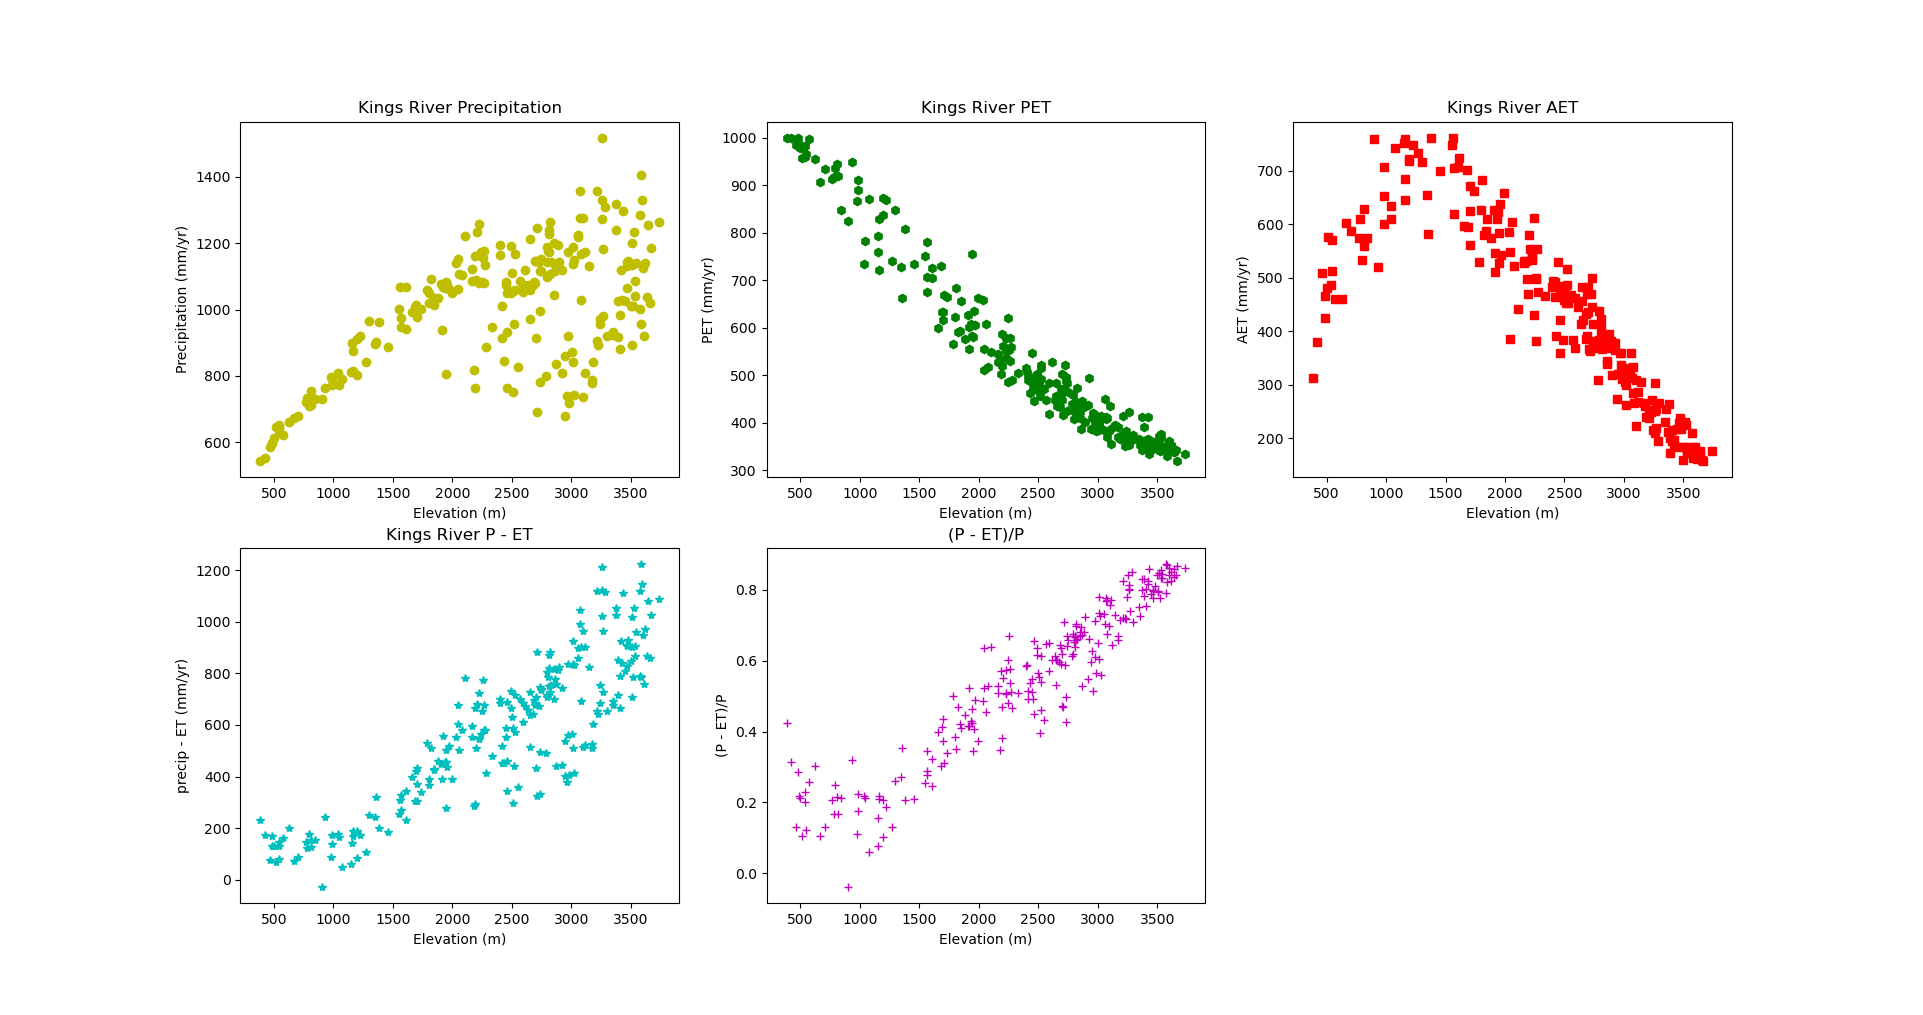 Kings River Precipitation
Precipitation (mm/yr)
1400
1200
1000
800
600
500 1000 1500 2000 2500 3000 3500
Elevation (m)
Kings River PET
PET (mm/yr)
1000
900
800
700
600
500
400
300
500 1000 1500 2000 2500 3000 3500
Elevation (m)
Kings River AET
AET (mm/yr)
700
600
500
400
300
200
500 1000 1500 2000 2500 3000 3500
Elevation (m)
Kings River P - ET
precip - ET (mm/yr)
1200
1000
800
600
400
200
0
500 1000 1500 2000 2500 3000 3500
Elevation (m)
(P - ET)/P
(P - ET)/P
0.8
0.6
0.4
0.2
0.0
500 1000 1500 2000 2500 3000 3500
Elevation (m)